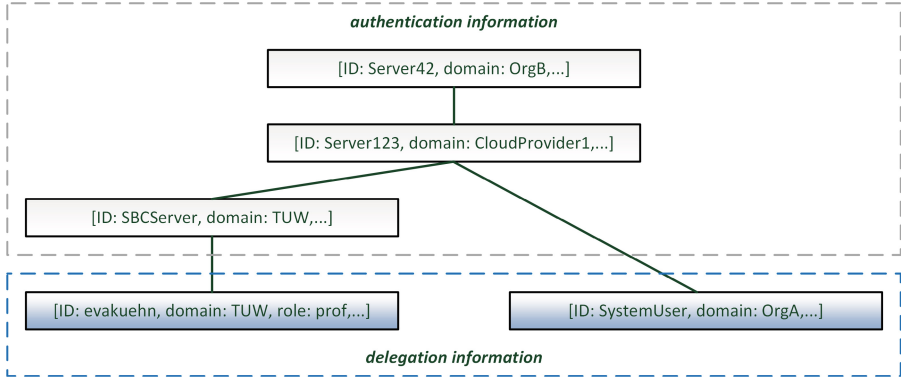 authentication information
[ID: Server42, domain: OrgB,...]
[ID: Server123, domain: CloudProvider1,...]
[ID: SBCServer, domain: TUW,...]
[ID: evakuehn, domain: TUW, role: prof,...]
[ID: SystemUser, domain: OrgA,...]
delegation information